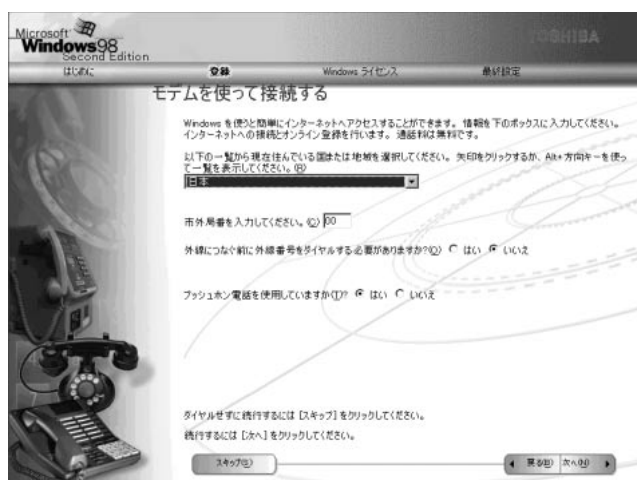 Microsoft
Windows98
Second Edition
TOSHIBA
はじめに 登録 Windows ライセンス 最終設定
モデムを使って接続する
Windows を使うと簡単にインターネットへアクセスすることができます。 情報を下のボックスに入力してください。
インターネットへの接続とオンライン登録を行います。 通話料は無料です。
以下の一覧から現在住んでいる国または地域を選択してください。 矢印をクリックするか、Alt+方向キーを使っ
て一覧を表示してください。(R)
日本
市外局番を入力してください。(C) 00
外線につなぐ前に外線番号をダイヤルする必要がありますか?(O) はい いいえ
プッシュホン電話を使用していますか(T)? はい いいえ
ダイヤルせずに続行するには [スキップ] をクリックしてください。
続行するには [次へ] をクリックしてください。
スキップ(S) 戻る(B) 次へ(N)